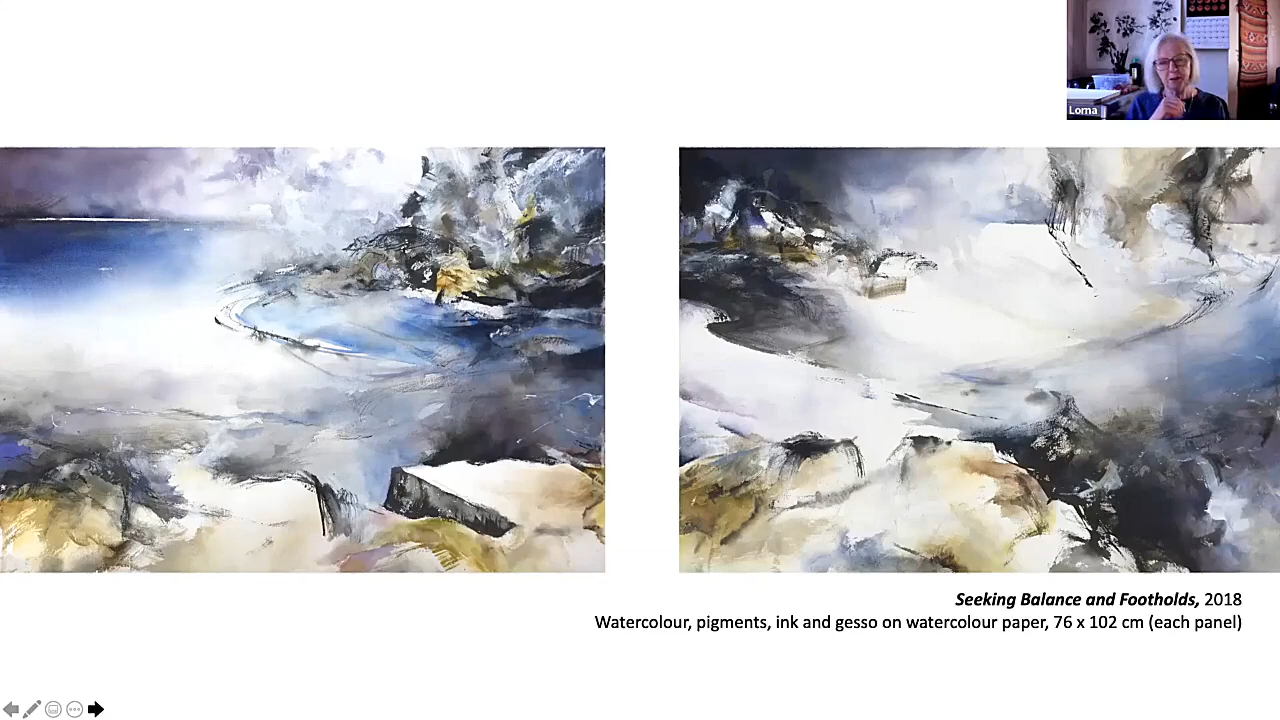 Lorna
Seeking Balance and Footholds, 2018
Watercolour, pigments, ink and gesso on watercolour paper, 76 x 102 cm (each panel)